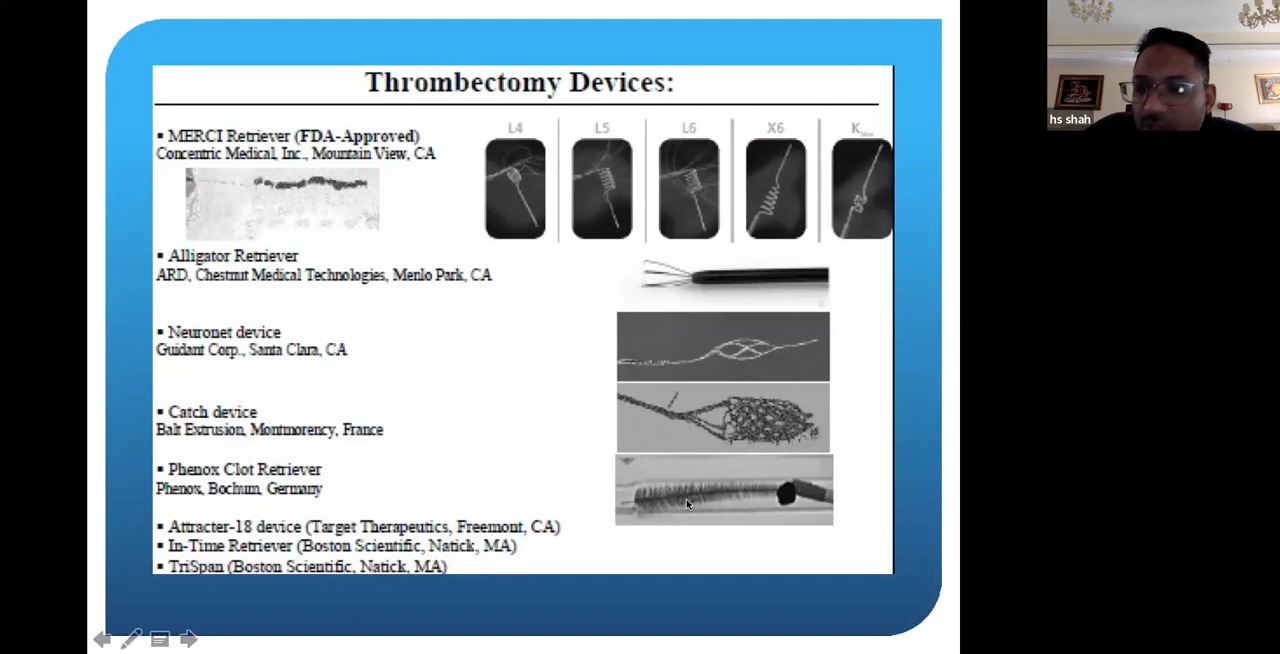 Thrombectomy Devices:
▪ MERCI Retriever (FDA-Approved)
Concentric Medical, Inc., Mountain View, CA
L4 L5 L6 X6 K
▪ Alligator Retriever
ARD, Chestnut Medical Technologies, Menlo Park, CA
▪ Neuronet device
Guidant Corp., Santa Clara, CA
▪ Catch device
Balt Extrusion, Montmorency, France
▪ Phenox Clot Retriever
Phenox, Bochum, Germany
▪ Attracter-18 device (Target Therapeutics, Freemont, CA)
▪ In-Time Retriever (Boston Scientific, Natick, MA)
▪ TriSpan (Boston Scientific, Natick, MA)
hs shah